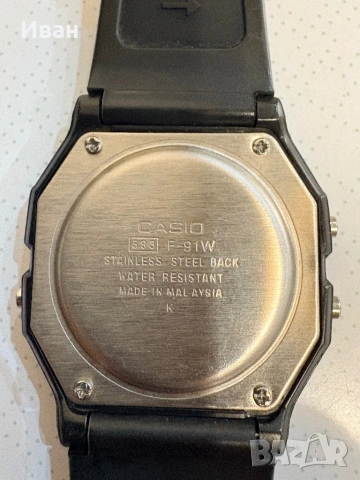 Иван
CASIO
593 F-91W
STAINLESS STEEL BACK
WATER RESISTANT
MADE IN MALAYSIA
K
BAZAR